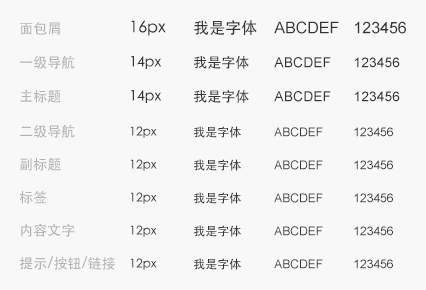 面包屑 16px 我是字体 ABCDEF 123456
一级导航 14px 我是字体 ABCDEF 123456
主标题 14px 我是字体 ABCDEF 123456
二级导航 12px 我是字体 ABCDEF 123456
副标题 12px 我是字体 ABCDEF 123456
标签 12px 我是字体 ABCDEF 123456
内容文字 12px 我是字体 ABCDEF 123456
提示/按钮/链接 12px 我是字体 ABCDEF 123456